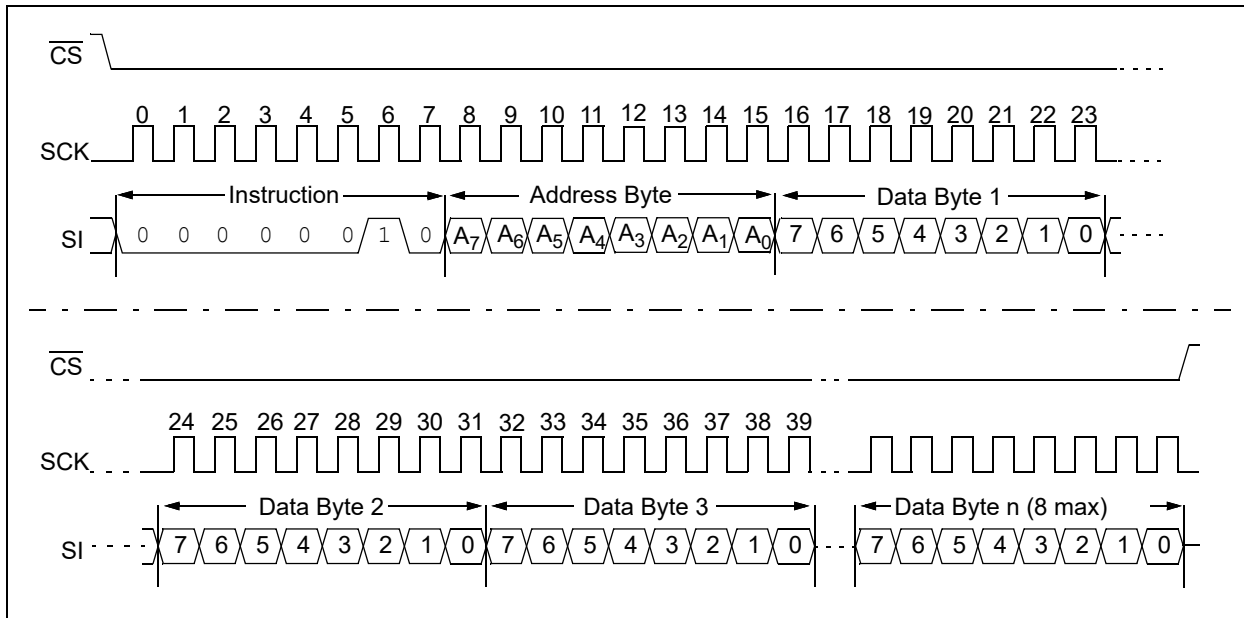 CS
0 1 2 3 4 5 6 7 8 9 10 11 12 13 14 15 16 17 18 19 20 21 22 23
SCK
Instruction Address Byte Data Byte 1
SI 0 0 0 0 0 0 1 0 A7 A6 A5 A4 A3 A2 A1 A0 7 6 5 4 3 2 1 0
CS
24 25 26 27 28 29 30 31 32 33 34 35 36 37 38 39
SCK
Data Byte 2 Data Byte 3 Data Byte n (8 max)
SI 7 6 5 4 3 2 1 0 7 6 5 4 3 2 1 0 7 6 5 4 3 2 1 0